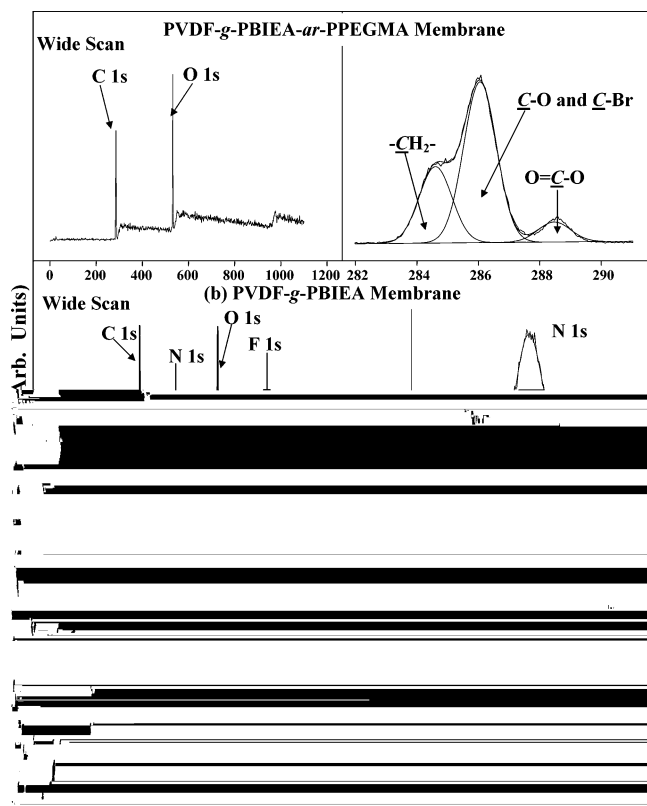 PVDF-g-PBIEA-ar-PPEGMA Membrane
Wide Scan
C 1s
O 1s
-CH2-
C-O and C-Br
O=C-O
0 200 400 600 800 1000 1200
282 284 286 288 290
(b) PVDF-g-PBIEA Membrane
Wide Scan
C 1s
N 1s
O 1s
F 1s
N 1s
Arb. Units)